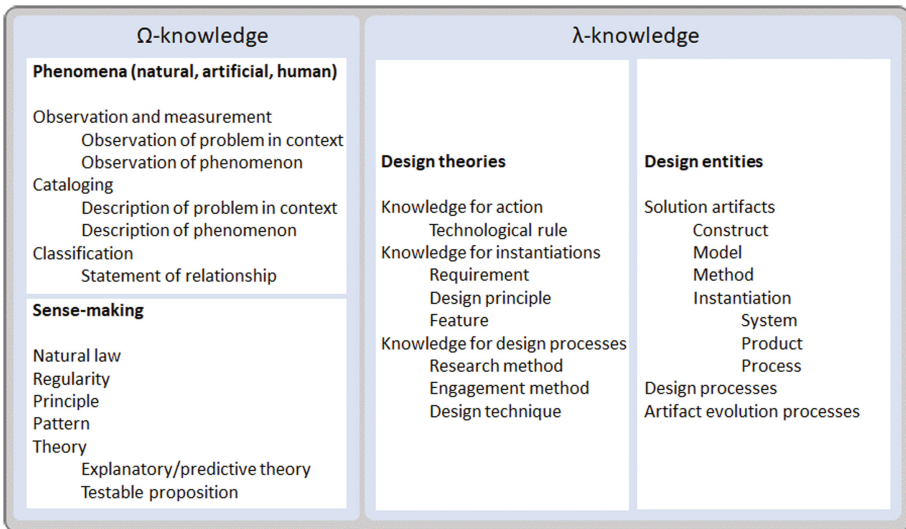 Ω-knowledge
Phenomena (natural, artificial, human)
Observation and measurement
Observation of problem in context
Observation of phenomenon
Cataloging
Description of problem in context
Description of phenomenon
Classification
Statement of relationship
Sense-making
Natural law
Regularity
Principle
Pattern
Theory
Explanatory/predictive theory
Testable proposition
λ-knowledge
Design theories
Knowledge for action
Technological rule
Knowledge for instantiations
Requirement
Design principle
Feature
Knowledge for design processes
Research method
Engagement method
Design technique
Design entities
Solution artifacts
Construct
Model
Method
Instantiation
System
Product
Process
Design processes
Artifact evolution processes